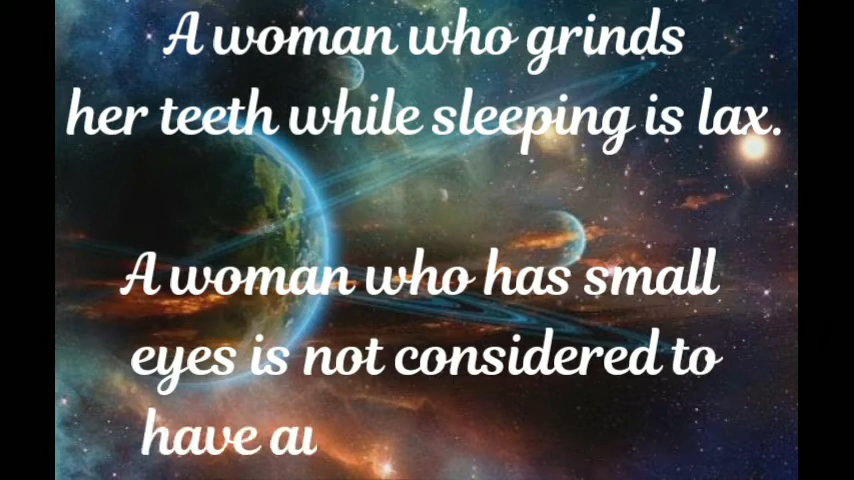 A woman who grinds
her teeth while sleeping is lax.
A woman who has small
eyes is not considered to
have